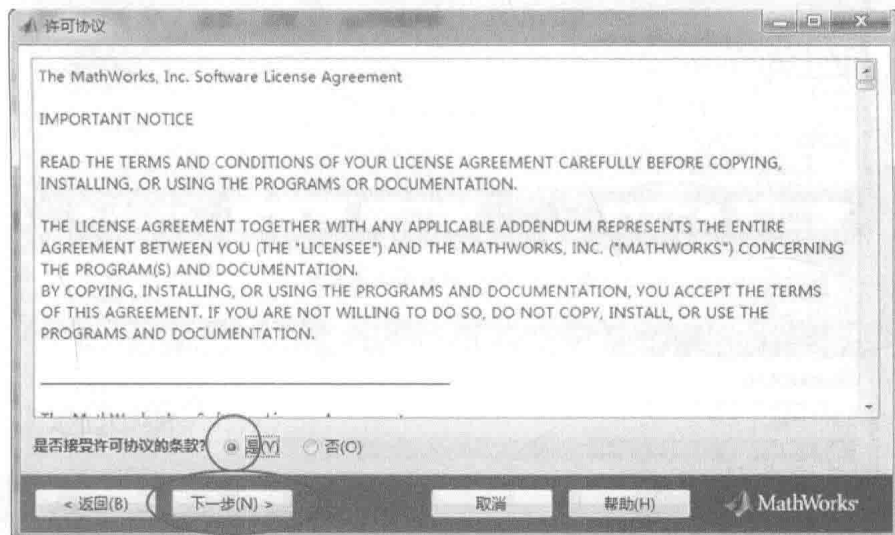 许可协议
The MathWorks, Inc. Software License Agreement
IMPORTANT NOTICE
READ THE TERMS AND CONDITIONS OF YOUR LICENSE AGREEMENT CAREFULLY BEFORE COPYING,
INSTALLING, OR USING THE PROGRAMS OR DOCUMENTATION.
THE LICENSE AGREEMENT TOGETHER WITH ANY APPLICABLE ADDENDUM REPRESENTS THE ENTIRE
AGREEMENT BETWEEN YOU (THE "LICENSEE") AND THE MATHWORKS, INC. ("MATHWORKS") CONCERNING
THE PROGRAM(S) AND DOCUMENTATION.
BY COPYING, INSTALLING, OR USING THE PROGRAMS AND DOCUMENTATION, YOU ACCEPT THE TERMS
OF THIS AGREEMENT. IF YOU ARE NOT WILLING TO DO SO, DO NOT COPY, INSTALL, OR USE THE
PROGRAMS AND DOCUMENTATION.
是否接受许可协议的条款? 是(Y) 否(O)
< 返回(B) 下一步(N) > 取消 帮助(H) MathWorks